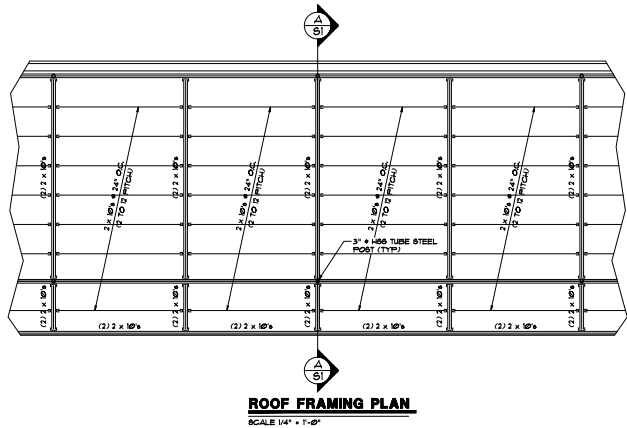 A
S1
2 x 10's @ 24" O.C.
(2 TO 12 PITCH)
2 x 10's @ 24" O.C.
(2 TO 12 PITCH)
2 x 10's @ 24" O.C.
(2 TO 12 PITCH)
2 x 10's @ 24" O.C.
(2 TO 12 PITCH)
(2) 2 x 10's
(2) 2 x 10's
(2) 2 x 10's
(2) 2 x 10's
(2) 2 x 10's
3" ø HSS TUBE STEEL
POST (TYP)
(2) 2 x 10's
(2) 2 x 10's
(2) 2 x 10's
(2) 2 x 10's
(2) 2 x 10's
(2) 2 x 10's
(2) 2 x 10's
(2) 2 x 10's
(2) 2 x 10's
A
S1
ROOF FRAMING PLAN
SCALE 1/4" = 1'-0"